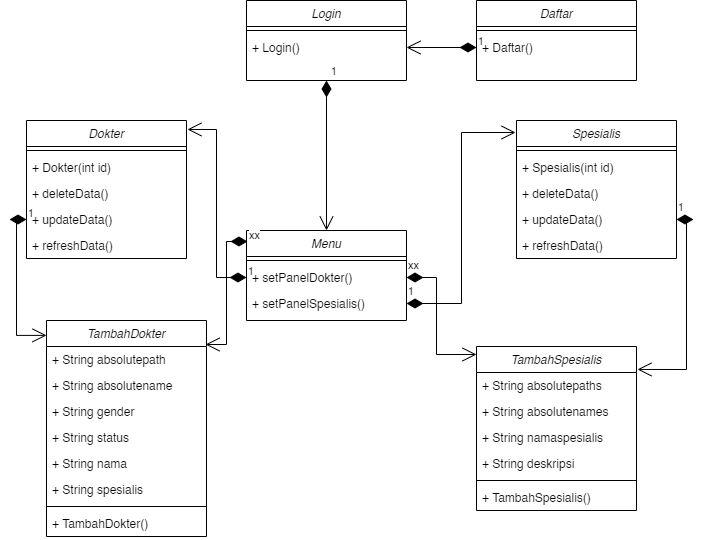 Login
+ Login()
1
Daftar
1
+ Daftar()
Dokter
+ Dokter(int id)
+ deleteData()
1
+ updateData()
+ refreshData()
Spesialis
+ Spesialis(int id)
+ deleteData()
+ updateData()
+ refreshData()
1
xx
Menu
1
+ setPanelDokter()
+ setPanelSpesialis()
xx
1
TambahDokter
+ String absolutepath
+ String absolutename
+ String gender
+ String status
+ String nama
+ String spesialis
+ TambahDokter()
TambahSpesialis
+ String absolutepaths
+ String absolutenames
+ String namaspesialis
+ String deskripsi
+ TambahSpesialis()